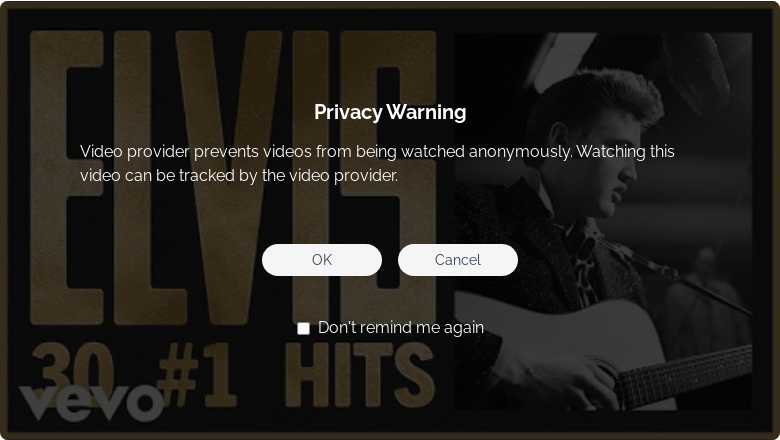 ELVIS
Privacy Warning
Video provider prevents videos from being watched anonymously. Watching this
video can be tracked by the video provider.
OK Cancel
Don't remind me again
30 #1 HITS
vevo